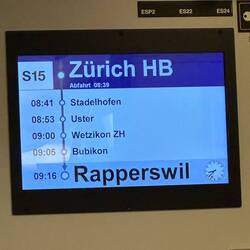 ESP2 ES22 ES24
S15 Zürich HB
Abfahrt 08:39
08:41 Stadelhofen
08:53 Uster
09:00 Wetzikon ZH
09:05 Bubikon
09:16 Rapperswil